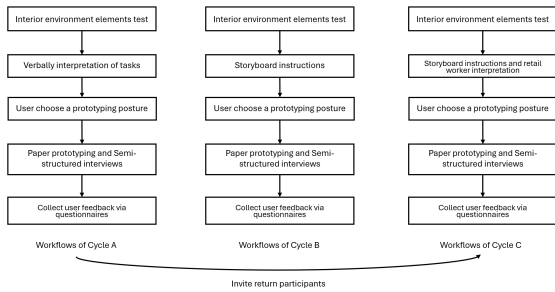 Interior environment elements test
Interior environment elements test
Interior environment elements test
Verbally interpretation of tasks
Storyboard instructions
Storyboard instructions and retail
worker interpretation
User choose a prototyping posture
User choose a prototyping posture
User choose a prototyping posture
Paper prototyping and Semi-
structured interviews
Paper prototyping and Semi-
structured interviews
Paper prototyping and Semi-
structured interviews
Collect user feedback via
questionnaires
Collect user feedback via
questionnaires
Collect user feedback via
questionnaires
Workflows of Cycle A
Workflows of Cycle B
Workflows of Cycle C
Invite return participants